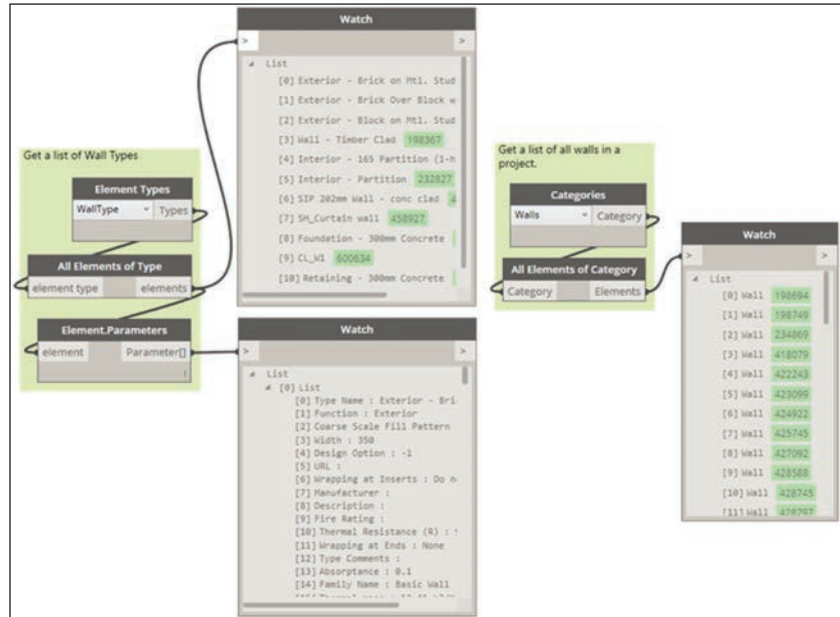 Watch
> >
List
[0] Exterior - Brick on Mtl. Stud
[1] Exterior - Brick Over Block w
[2] Exterior - Block on Mtl. Stud
[3] Wall - Timber Clad 198367
[4] Interior - 165 Partition (1-h
[5] Interior - Partition 232827
[6] SIP 202mm Wall - conc clad 4
[7] SH_Curtain wall 458927
[8] Foundation - 300mm Concrete
[9] CL_W1 600634
[10] Retaining - 300mm Concrete
Get a list of Wall Types
Element Types
WallType Types
All Elements of Type
element type elements
Element.Parameters
element Parameter[]
Watch
> >
List
[0] List
[0] Type Name : Exterior - Bri
[1] Function : Exterior
[2] Coarse Scale Fill Pattern
[3] Width : 350
[4] Design Option : -1
[5] URL :
[6] Wrapping at Inserts : Do n
[7] Manufacturer :
[8] Description :
[9] Fire Rating :
[10] Thermal Resistance (R) :
[11] Wrapping at Ends : None
[12] Type Comments :
[13] Absorptance : 0.1
[14] Family Name : Basic Wall
Get a list of all walls in a
project.
Categories
Walls Category
All Elements of Category
Category Elements
Watch
> >
List
[0] Wall 198694
[1] Wall 198749
[2] Wall 234869
[3] Wall 418079
[4] Wall 422243
[5] Wall 423099
[6] Wall 424922
[7] Wall 425745
[8] Wall 427092
[9] Wall 428588
[10] Wall 428745
[11] Wall 428797